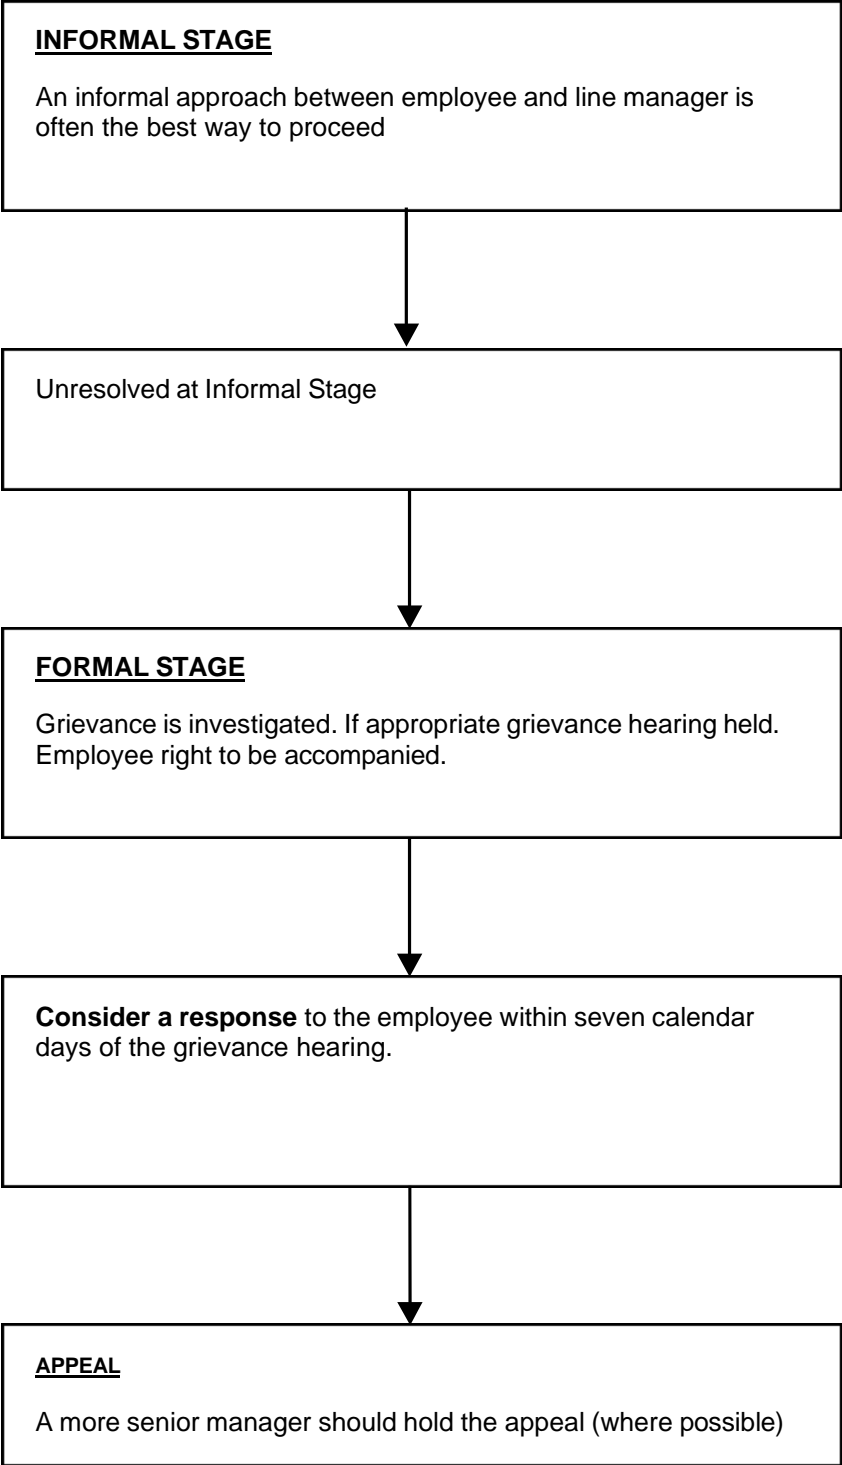 INFORMAL STAGE
An informal approach between employee and line manager is
often the best way to proceed
Unresolved at Informal Stage
FORMAL STAGE
Grievance is investigated. If appropriate grievance hearing held.
Employee right to be accompanied.
Consider a response to the employee within seven calendar
days of the grievance hearing.
APPEAL
A more senior manager should hold the appeal (where possible)